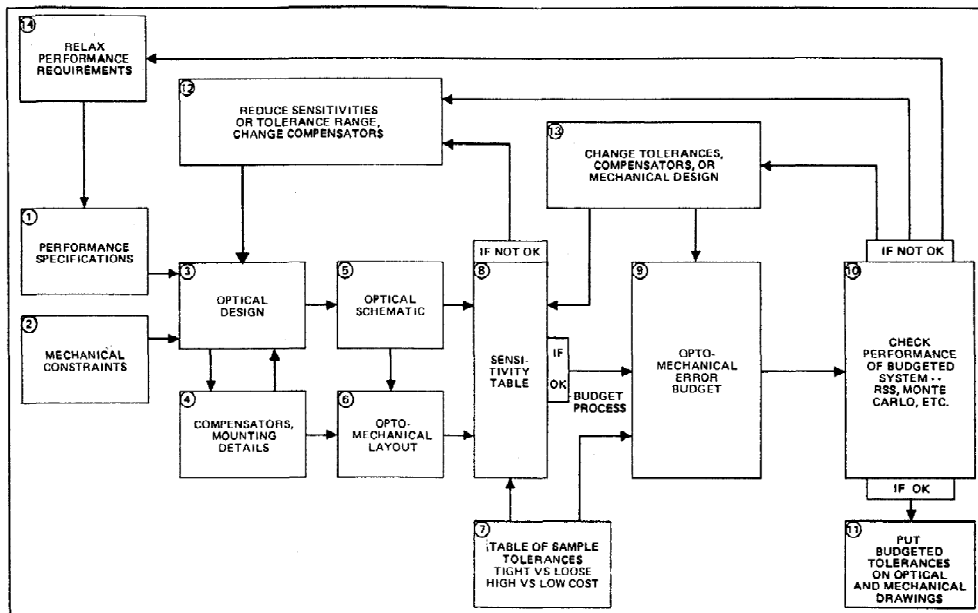 14
RELAX
PERFORMANCE
REQUIREMENTS
12
REDUCE SENSITIVITIES
OR TOLERANCE RANGE,
CHANGE COMPENSATORS
13
CHANGE TOLERANCES,
COMPENSATORS, OR
MECHANICAL DESIGN
1
PERFORMANCE
SPECIFICATIONS
2
MECHANICAL
CONSTRAINTS
3
OPTICAL
DESIGN
4
COMPENSATORS,
MOUNTING
DETAILS
5
OPTICAL
SCHEMATIC
6
OPTO-
MECHANICAL
LAYOUT
IF NOT OK
8
SENSI-
TIVITY
TABLE
IF
OK
BUDGET
PROCESS
7
TABLE OF SAMPLE
TOLERANCES
TIGHT VS LOOSE
HIGH VS LOW COST
9
OPTO-
MECHANICAL
ERROR
BUDGET
IF NOT OK
10
CHECK
PERFORMANCE
OF BUDGETED
SYSTEM --
RSS, MONTE
CARLO, ETC.
IF OK
11
PUT
BUDGETED
TOLERANCES
ON OPTICAL
AND MECHANICAL
DRAWINGS